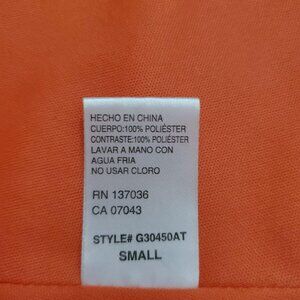 HECHO EN CHINA
CUERPO:100% POLIÉSTER
CONTRASTE:100% POLIÉSTER
LAVAR A MANO CON
AGUA FRIA
NO USAR CLORO
RN 137036
CA 07043
STYLE# G30450AT
SMALL